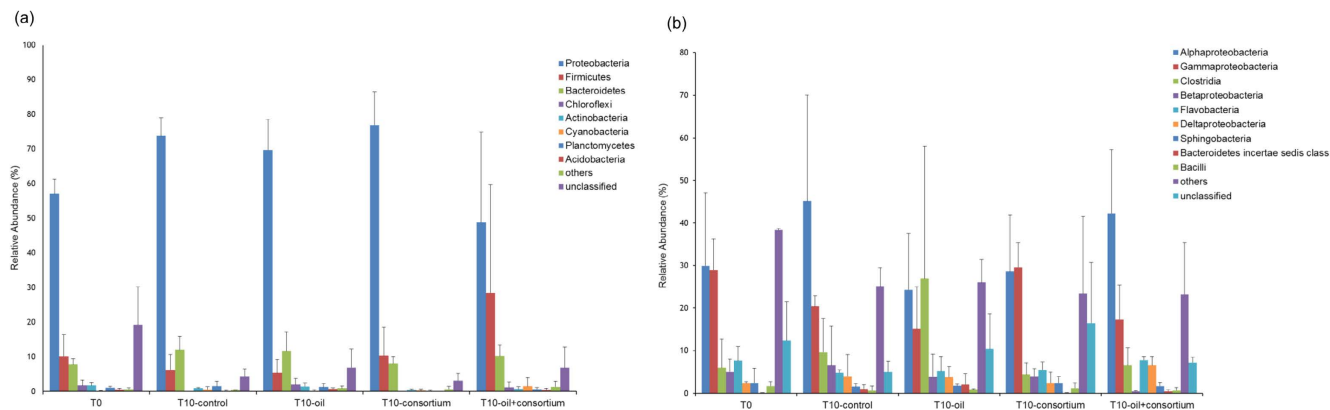 (a)
Relative Abundance (%)
100
90
80
70
60
50
40
30
20
10
0
T0
T10-control
T10-oil
T10-consortium
T10-oil+consortium
Proteobacteria
Firmicutes
Bacteroidetes
Chloroflexi
Actinobacteria
Cyanobacteria
Planctomycetes
Acidobacteria
others
unclassified
(b)
Relative Abundance (%)
80
70
60
50
40
30
20
10
0
T0
T10-control
T10-oil
T10-consortium
T10-oil+consortium
Alphaproteobacteria
Gammaproteobacteria
Clostridia
Betaproteobacteria
Flavobacteria
Deltaproteobacteria
Sphingobacteria
Bacteroidetes incertae sedis class
Bacilli
others
unclassified